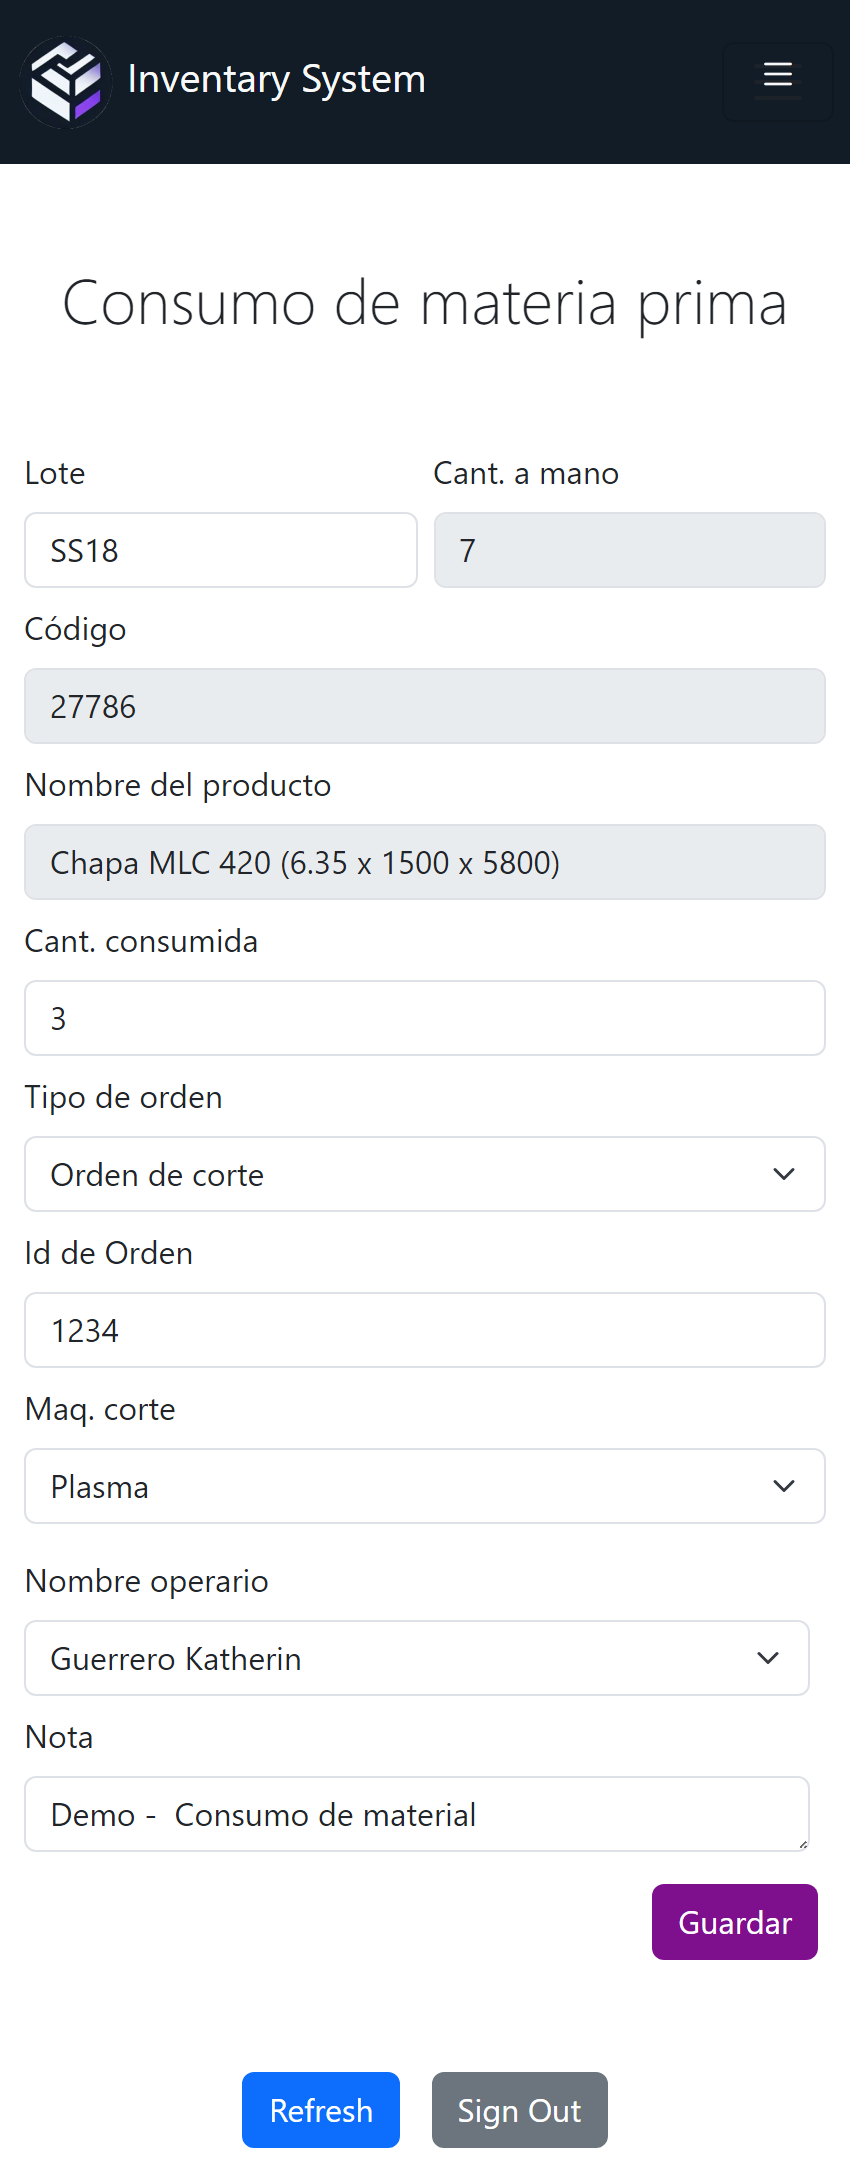 Inventary System
Consumo de materia prima
Lote
Cant. a mano
SS18
7
Código
27786
Nombre del producto
Chapa MLC 420 (6.35 x 1500 x 5800)
Cant. consumida
3
Tipo de orden
Orden de corte
Id de Orden
1234
Maq. corte
Plasma
Nombre operario
Guerrero Katherin
Nota
Demo -  Consumo de material
Guardar
Refresh
Sign Out